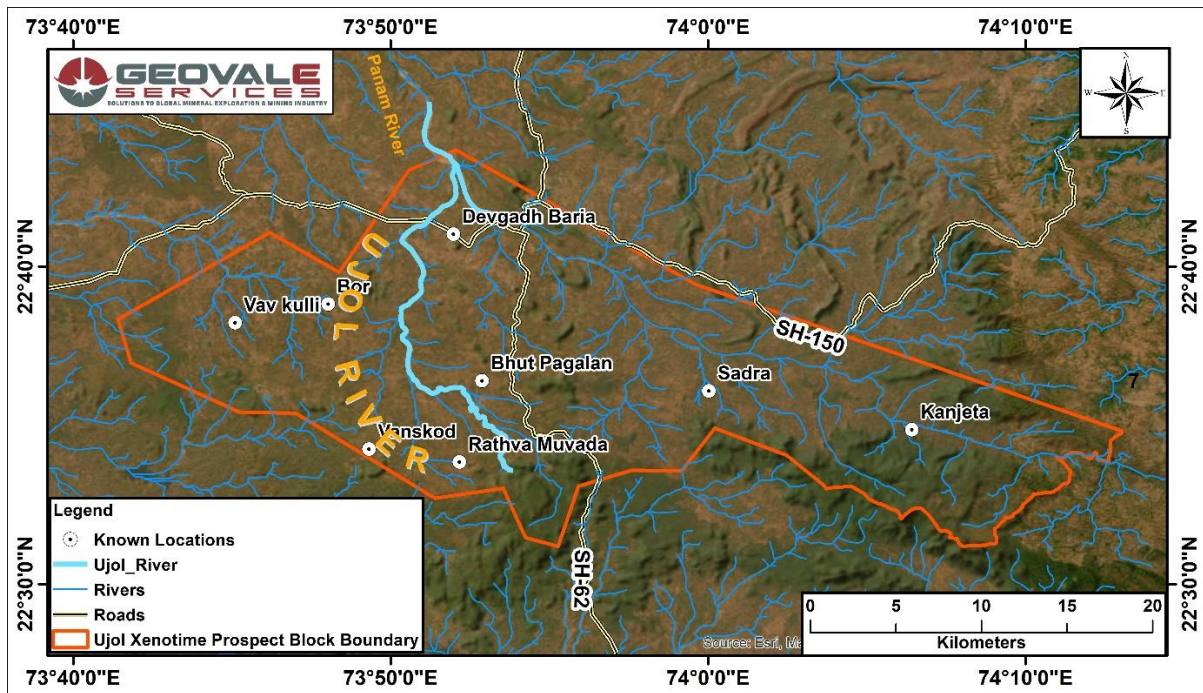 73°40'0"E 73°50'0"E 74°0'0"E 74°10'0"E
GEOVALE
SERVICES
SOLUTIONS TO GLOBAL MINERAL EXPLORATION & MINING INDUSTRY
Panam River
N
W E
S
Devgadh Baria
22°40'0"N 22°40'0"N
UJOL RIVER
Bor
Vav kulli
SH-150
Bhut Pagalan
Sadra
7
Kanjeta
Vanskod
Rathva Muvada
SH-62
22°30'0"N 22°30'0"N
Legend
Known Locations
Ujol_River
Rivers
Roads
Ujol Xenotime Prospect Block Boundary
0 5 10 15 20
Kilometers
Source: Esri,
73°40'0"E 73°50'0"E 74°0'0"E 74°10'0"E